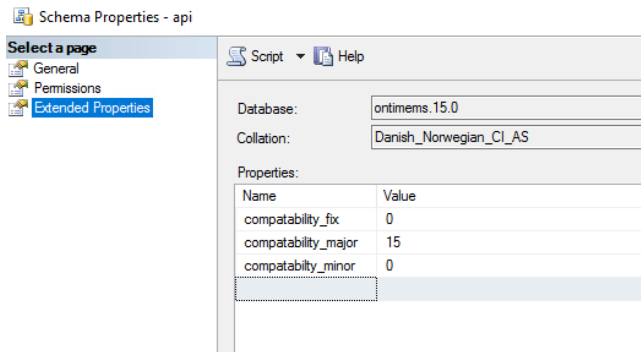 Schema Properties - api
Select a page
General
Permissions
Extended Properties
Script Help
Database: ontimems.15.0
Collation: Danish_Norwegian_CI_AS
Properties:
Name Value
compatability_fix 0
compatability_major 15
compatabilty_minor 0